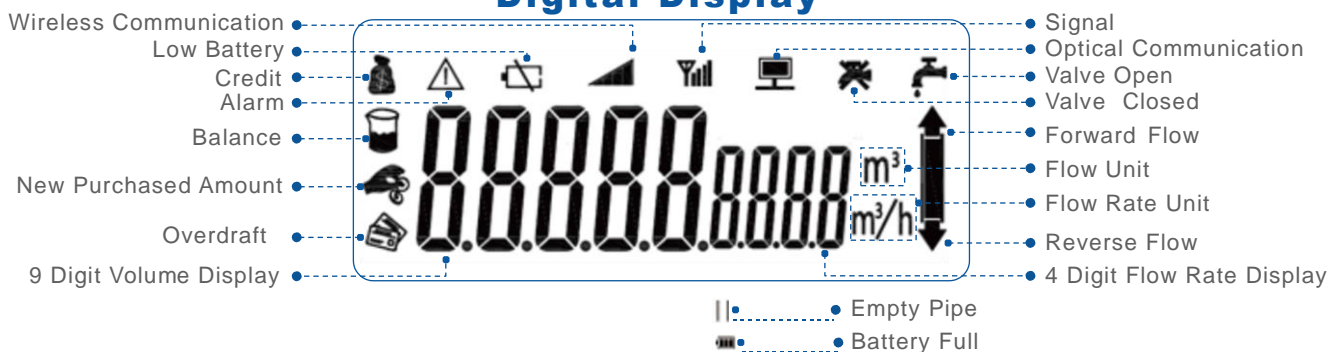 Digital Display
Wireless Communication
Low Battery
Credit
Alarm
Balance
New Purchased Amount
Overdraft
9 Digit Volume Display
88888.8888
m³
m³/h
Signal
Optical Communication
Valve Open
Valve Closed
Forward Flow
Flow Unit
Flow Rate Unit
Reverse Flow
4 Digit Flow Rate Display
Empty Pipe
Battery Full